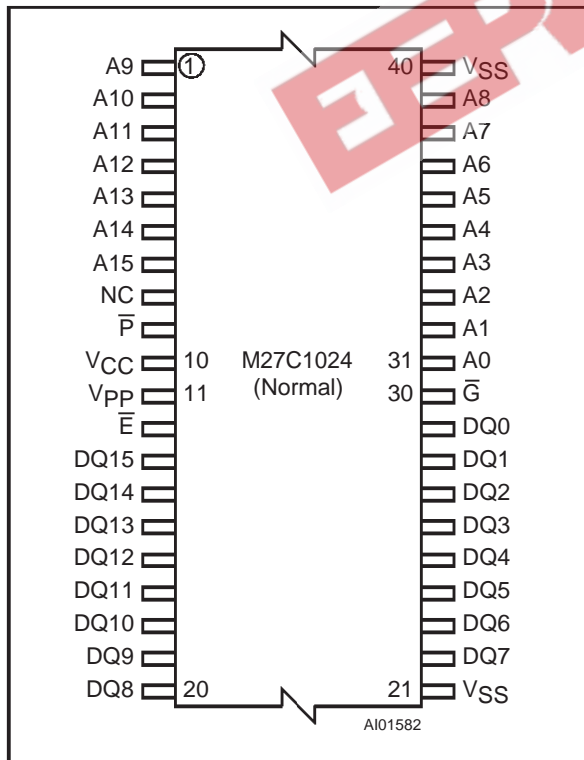 A9 1 40 VSS
A10 A8
A11 A7
A12 A6
A13 A5
A14 A4
A15 A3
NC A2
P̅ A1
VCC 10 M27C1024 31 A0
VPP 11 (Normal) 30 G̅
E̅ DQ0
DQ15 DQ1
DQ14 DQ2
DQ13 DQ3
DQ12 DQ4
DQ11 DQ5
DQ10 DQ6
DQ9 DQ7
DQ8 20 21 VSS
AI01582